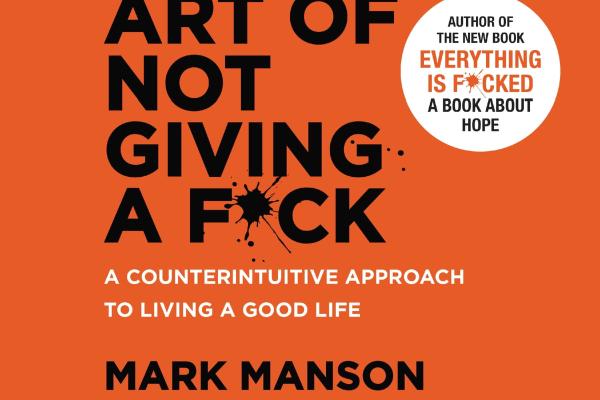 ART OF
NOT
GIVING
A F*CK
A COUNTERINTUITIVE APPROACH
TO LIVING A GOOD LIFE
MARK MANSON
AUTHOR OF
THE NEW BOOK
EVERYTHING
IS F*CKED
A BOOK ABOUT
HOPE